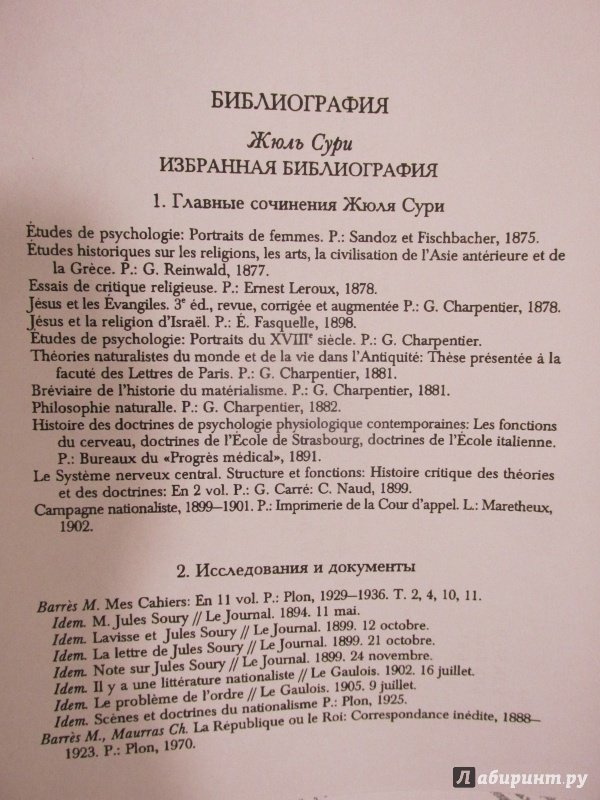 БИБЛИОГРАФИЯ
Жюль Сури
ИЗБРАННАЯ БИБЛИОГРАФИЯ
1. Главные сочинения Жюля Сури
Études de psychologie: Portraits de femmes. P.: Sandoz et Fischbacher, 1875.
Études historiques sur les religions, les arts, la civilisation de l'Asie antérieure et de
la Grèce. P.: G. Reinwald, 1877.
Essais de critique religieuse. P.: Ernest Leroux, 1878.
Jésus et les Évangiles. 3e éd., revue, corrigée et augmentée P.: G. Charpentier, 1878.
Jésus et la religion d'Israël. P.: É. Fasquelle, 1898.
Études de psychologie: Portraits du XVIIIe siècle. P.: G. Charpentier.
Théories naturalistes du monde et de la vie dans l'Antiquité: Thèse présentée à la
facuté des Lettres de Paris. P.: G. Charpentier, 1881.
Bréviaire de l'historie du matérialisme. P.: G. Charpentier, 1881.
Philosophie naturalle. P.: G. Charpentier, 1882.
Histoire des doctrines de psychologie physiologique contemporaines: Les fonctions
du cerveau, doctrines de l'École de Strasbourg, doctrines de l'École italienne.
P.: Bureaux du «Progrès médical», 1891.
Le Système nerveux central. Structure et fonctions: Histoire critique des théories
et des doctrines: En 2 vol. P.: G. Carré: C. Naud, 1899.
Campagne nationaliste, 1899–1901. P.: Imprimerie de la Cour d'appel. L.: Maretheux,
1902.
2. Исследования и документы
Barrès M. Mes Cahiers: En 11 vol. P.: Plon, 1929–1936. T. 2, 4, 10, 11.
Idem. M. Jules Soury // Le Journal. 1894. 11 mai.
Idem. Lavisse et Jules Soury // Le Journal. 1899. 12 octobre.
Idem. La lettre de Jules Soury // Le Journal. 1899. 21 octobre.
Idem. Note sur Jules Soury // Le Journal. 1899. 24 novembre.
Idem. Il y a une littérature nationaliste // Le Gaulois. 1902. 16 juillet.
Idem. Le problème de l'ordre // Le Gaulois. 1905. 9 juillet.
Idem. Scènes et doctrines du nationalisme P.: Plon, 1925.
Barrès M., Maurras Ch. La République ou le Roi: Correspondance inédite, 1888–
1923. P.: Plon, 1970.
Лабиринт.ру